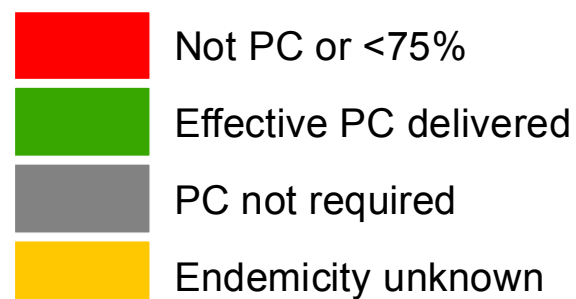 Not PC or <75%
Effective PC delivered
PC not required
Endemicity unknown